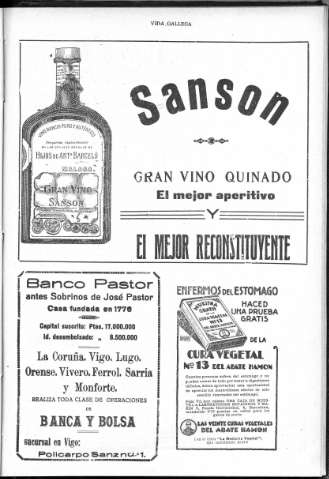 VIDA GALLEGA
HIJOS DE ANTº BARCELÓ
MALAGA
GRAN VINO
SANSON
Sanson
GRAN VINO QUINADO
El mejor aperitivo
Y
El MEJOR RECONSTITUYENTE
Banco Pastor
antes Sobrinos de José Pastor
Casa fundada en 1776
Capital suscrito: Ptas. 17.000.000
Id. desembolsado: » 8.500.000
La Coruña, Vigo, Lugo,
Orense, Vivero, Ferrol, Sarria
y Monforte.
REALIZA TODA CLASE DE OPERACIONES
DE
BANCA Y BOLSA
sucursal en Vigo:
Policarpo Sanz nº 1.
ENFERMOS DEL ESTOMAGO
HACED
UNA PRUEBA
GRATIS
DE LA
CURA VEGETAL
Nº 13 DEL ABATE HAMON
LAS VEINTE CURAS VEGETALES
DEL ABATE HAMON